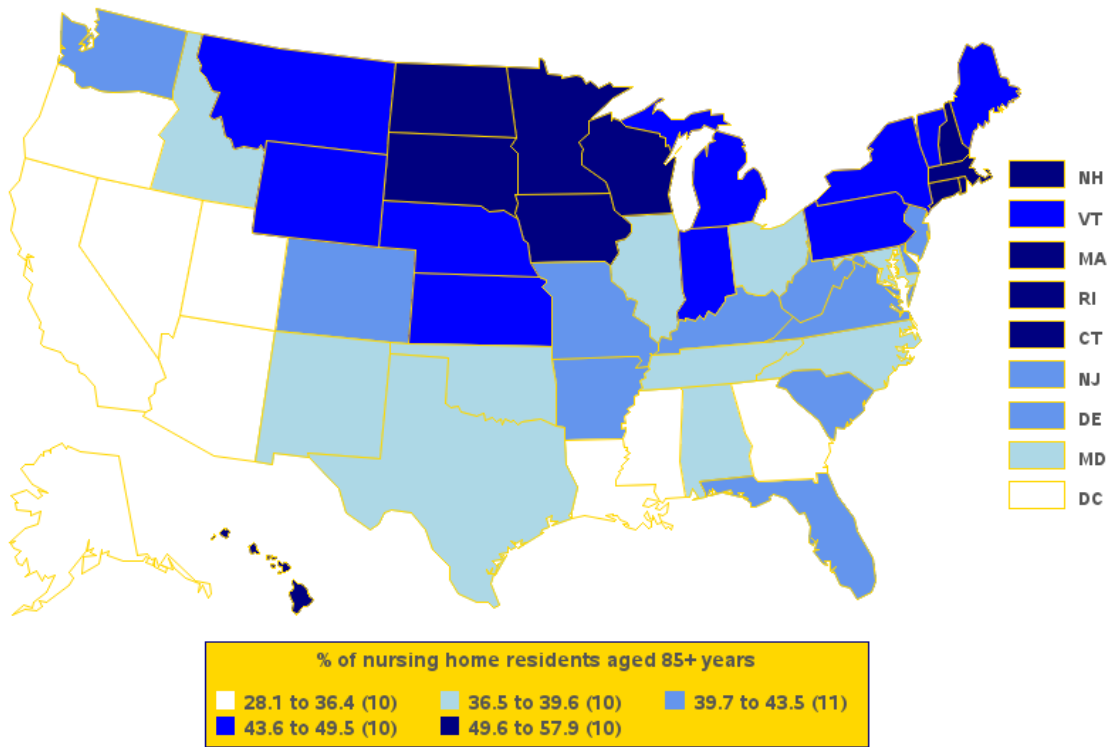 NH
VT
MA
RI
CT
NJ
DE
MD
DC
% of nursing home residents aged 85+ years
28.1 to 36.4 (10) 36.5 to 39.6 (10) 39.7 to 43.5 (11)
43.6 to 49.5 (10) 49.6 to 57.9 (10)